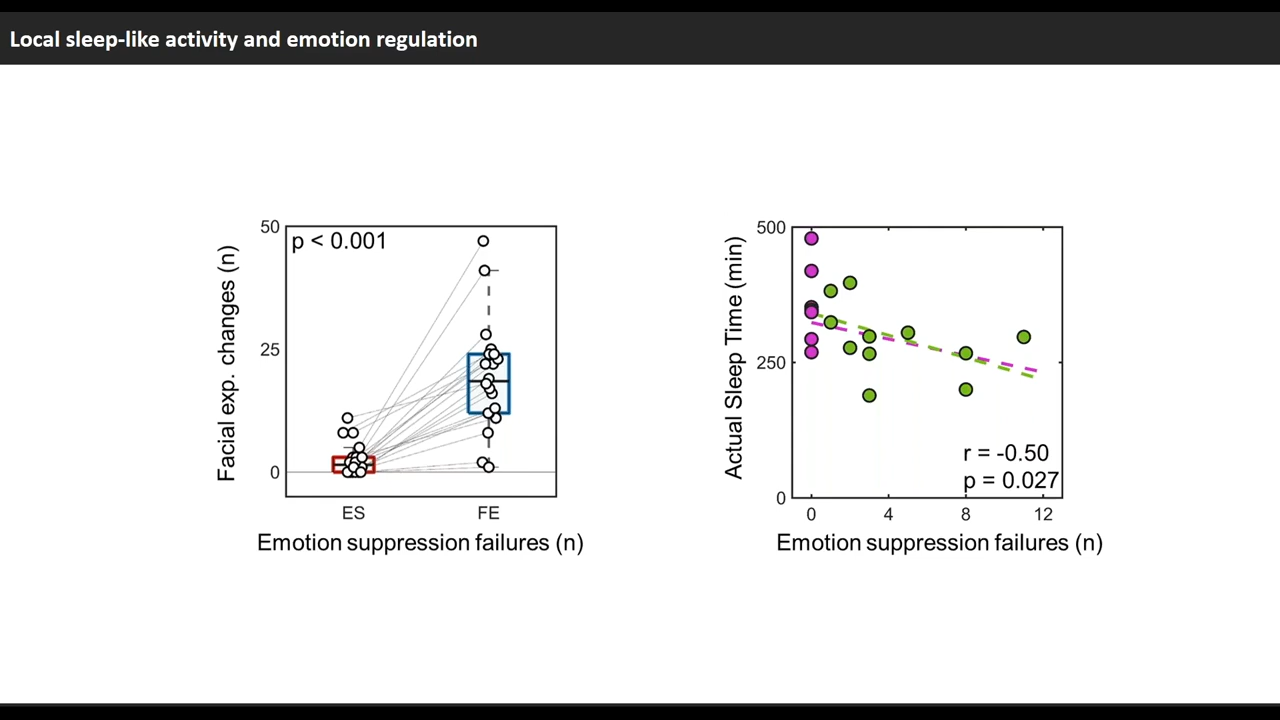 Local sleep-like activity and emotion regulation
Facial exp. changes (n)
50
25
0
p < 0.001
ES
FE
Emotion suppression failures (n)
Actual Sleep Time (min)
500
250
0
r = -0.50
p = 0.027
0
4
8
12
Emotion suppression failures (n)